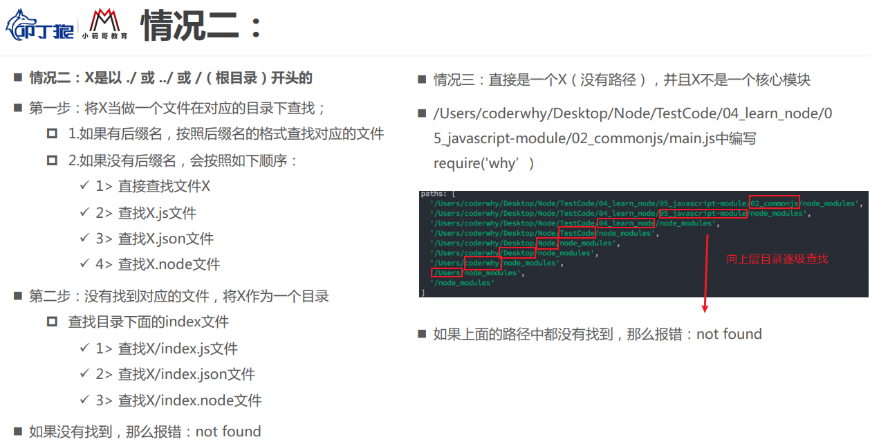 叩丁狼
小码哥教育
情况二：
■ 情况二：X是以 ./ 或 ../ 或 /（根目录）开头的
■ 第一步：将X当做一个文件在对应的目录下查找；
1.如果有后缀名，按照后缀名的格式查找对应的文件
2.如果没有后缀名，会按照如下顺序：
✓ 1> 直接查找文件X
✓ 2> 查找X.js文件
✓ 3> 查找X.json文件
✓ 4> 查找X.node文件
■ 第二步：没有找到对应的文件，将X作为一个目录
查找目录下面的index文件
✓ 1> 查找X/index.js文件
✓ 2> 查找X/index.json文件
✓ 3> 查找X/index.node文件
■ 如果没有找到，那么报错：not found
■ 情况三：直接是一个X（没有路径），并且X不是一个核心模块
■ /Users/coderwhy/Desktop/Node/TestCode/04_learn_node/0
5_javascript-module/02_commonjs/main.js中编写
require('why'）
paths: [
'/Users/coderwhy/Desktop/Node/TestCode/04_learn_node/05_javascript-module/02_commonjs/node_modules',
'/Users/coderwhy/Desktop/Node/TestCode/04_learn_node/05_javascript-module/node_modules',
'/Users/coderwhy/Desktop/Node/TestCode/04_learn_node/node_modules',
'/Users/coderwhy/Desktop/Node/TestCode/node_modules',
'/Users/coderwhy/Desktop/Node/node_modules',
'/Users/coderwhy/Desktop/node_modules',
'/Users/coderwhy/node_modules',
'/Users/node_modules',
'/node_modules'
]
向上层目录逐级查找
■ 如果上面的路径中都没有找到，那么报错：not found